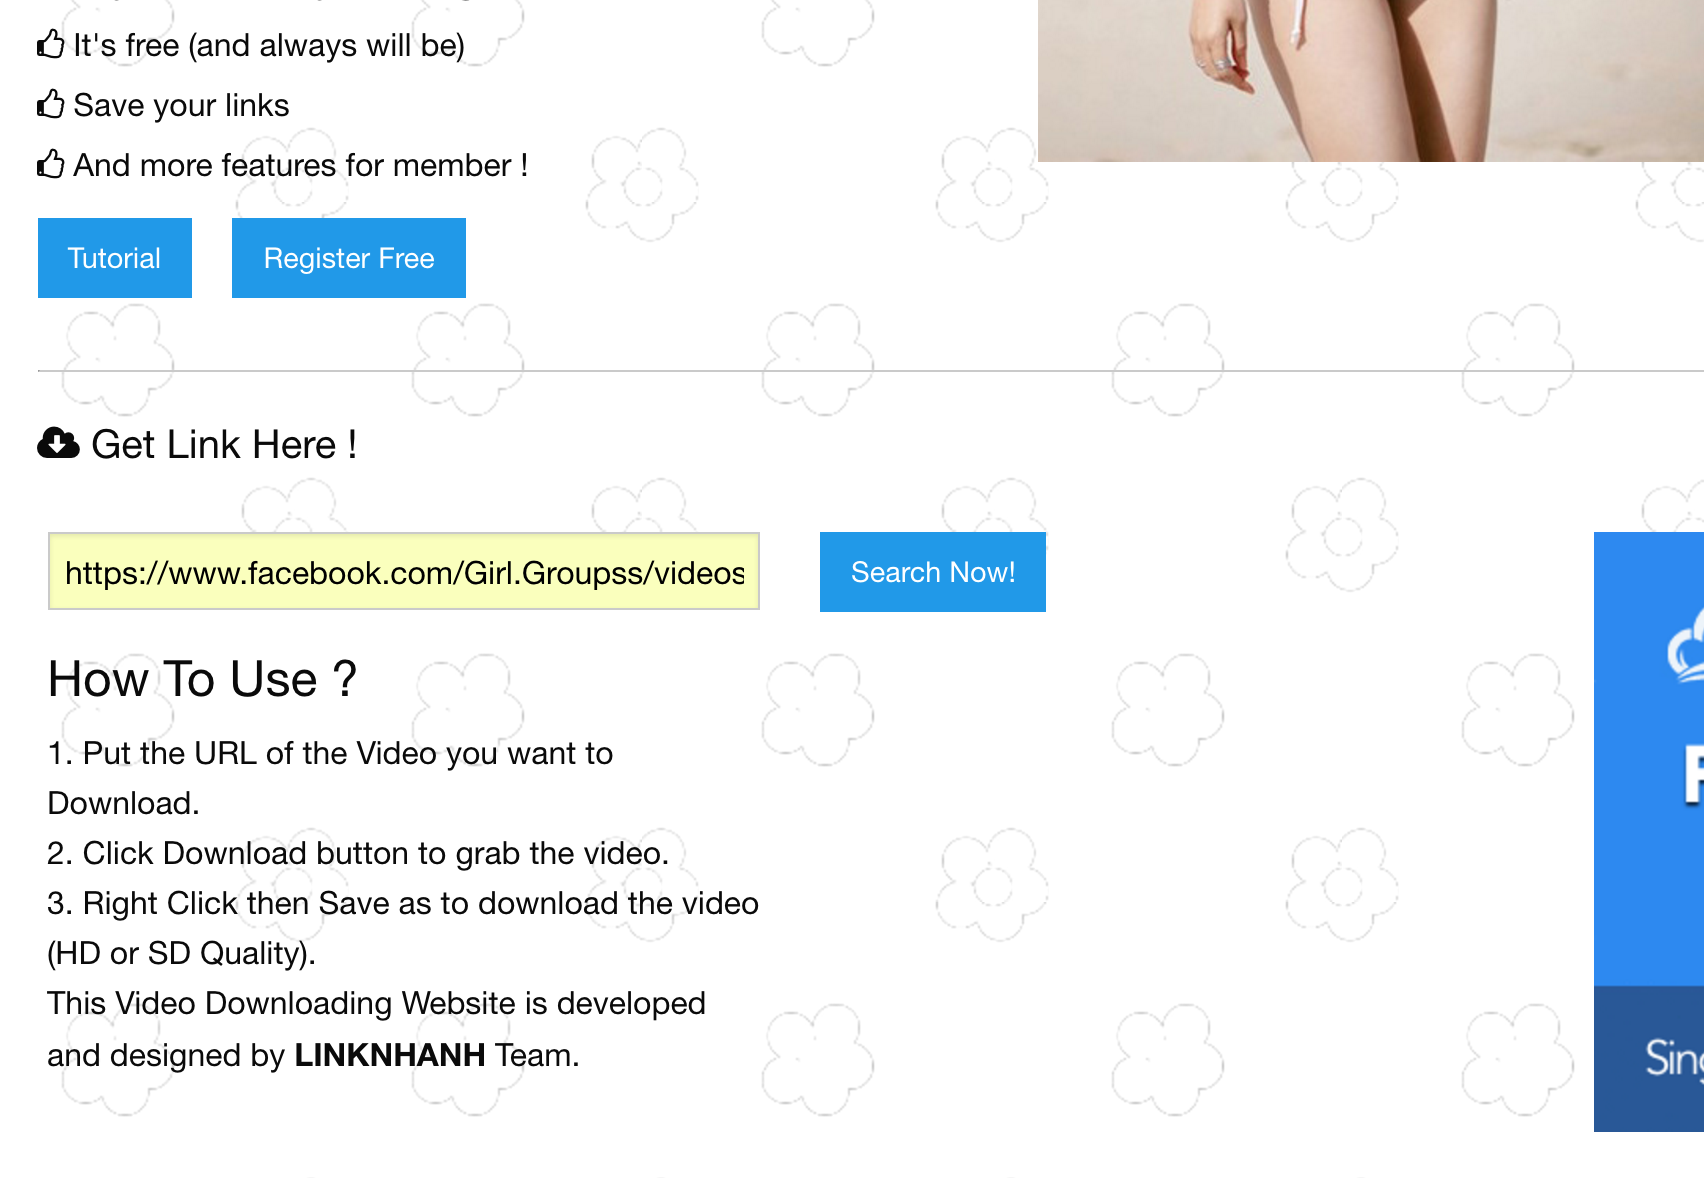 It's free (and always will be)
Save your links
And more features for member !
Tutorial
Register Free
Get Link Here !
https://www.facebook.com/Girl.Groupss/videos
Search Now!
How To Use ?
1. Put the URL of the Video you want to
Download.
2. Click Download button to grab the video.
3. Right Click then Save as to download the video
(HD or SD Quality).
This Video Downloading Website is developed
and designed by LINKNHANH Team.
F
Sing